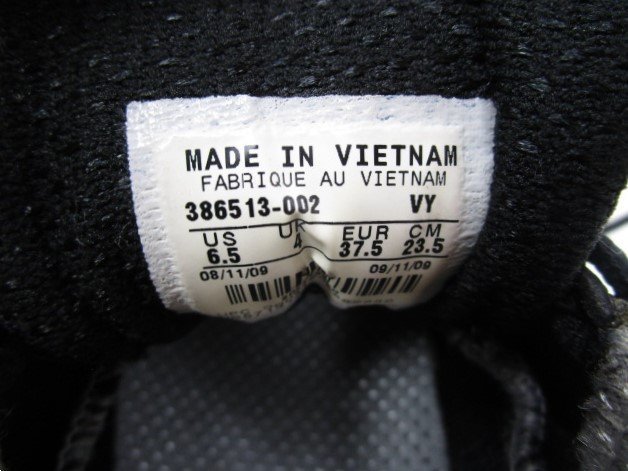 MADE IN VIETNAM
FABRIQUE AU VIETNAM
386513-002 VY
US UK EUR CM
6.5 4 37.5 23.5
08/11/09 09/11/09
UPC